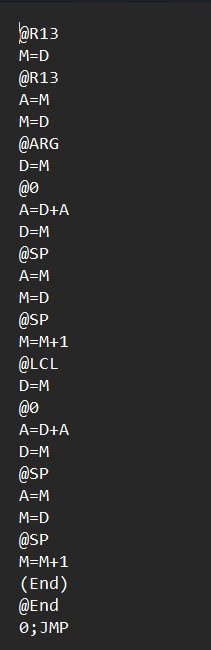 @R13
M=D
@R13
A=M
M=D
@ARG
D=M
@0
A=D+A
D=M
@SP
A=M
M=D
@SP
M=M+1
@LCL
D=M
@0
A=D+A
D=M
@SP
A=M
M=D
@SP
M=M+1
(End)
@End
0;JMP